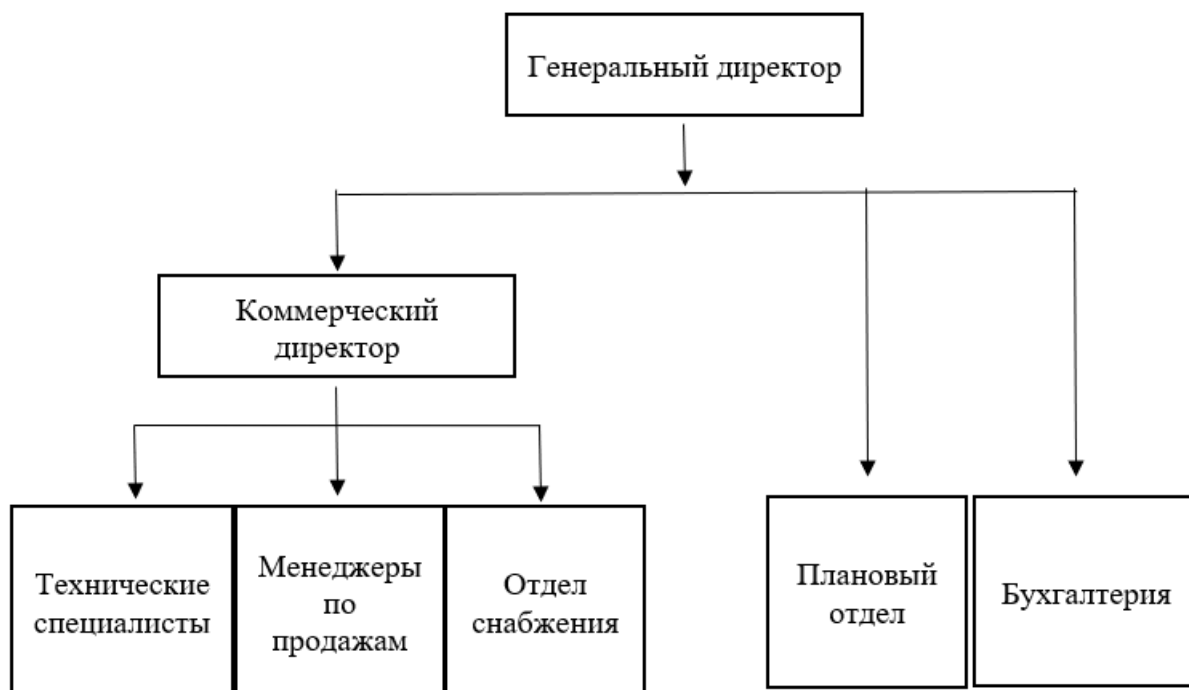 Генеральный директор
Коммерческий
директор
Технические
специалисты
Менеджеры
по
продажам
Отдел
снабжения
Плановый
отдел
Бухгалтерия